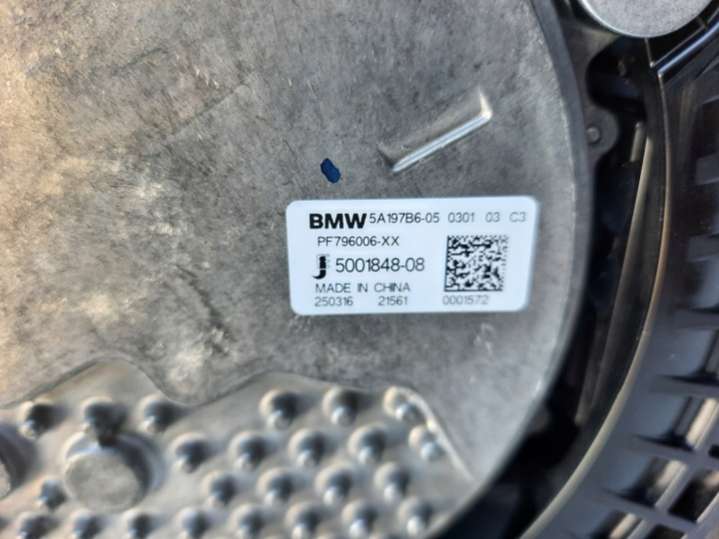 BMW 5A197B6-05 0301 03 C3
PF796006-XX
5001848-08
MADE IN CHINA
250316 21561 0001572